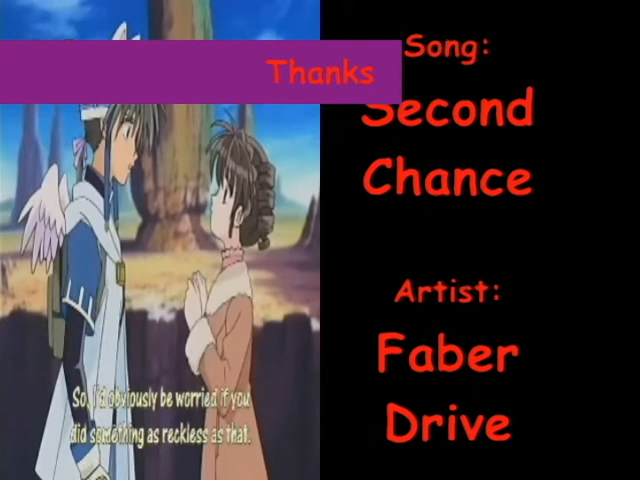 Thanks
Song:
Second
Chance
Artist:
Faber
Drive
So, I'd obviously be worried if you
did something as reckless as that.